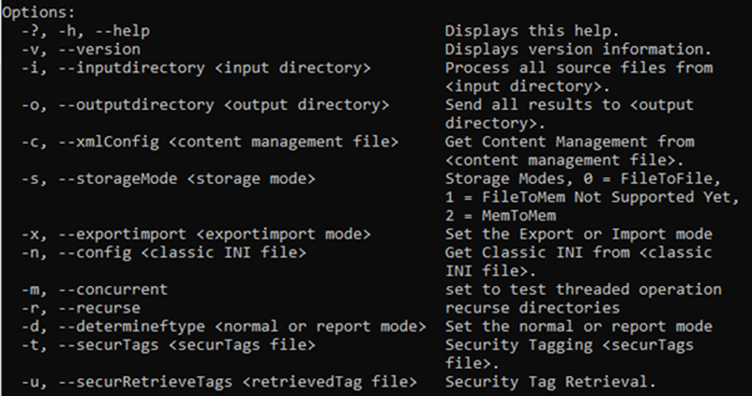 Options:
-?, -h, --help Displays this help.
-v, --version Displays version information.
-i, --inputdirectory <input directory> Process all source files from
<input directory>.
-o, --outputdirectory <output directory> Send all results to <output
directory>.
-c, --xmlConfig <content management file> Get Content Management from
<content management file>.
-s, --storageMode <storage mode> Storage Modes, 0 = FileToFile,
1 = FileToMem Not Supported Yet,
2 = MemToMem
-x, --exportimport <exportimport mode> Set the Export or Import mode
-n, --config <classic INI file> Get Classic INI from <classic
INI file>.
-m, --concurrent set to test threaded operation
-r, --recurse recurse directories
-d, --determineftype <normal or report mode> Set the normal or report mode
-t, --securTags <securTags file> Security Tagging <securTags
file>.
-u, --securRetrieveTags <retrievedTag file> Security Tag Retrieval.